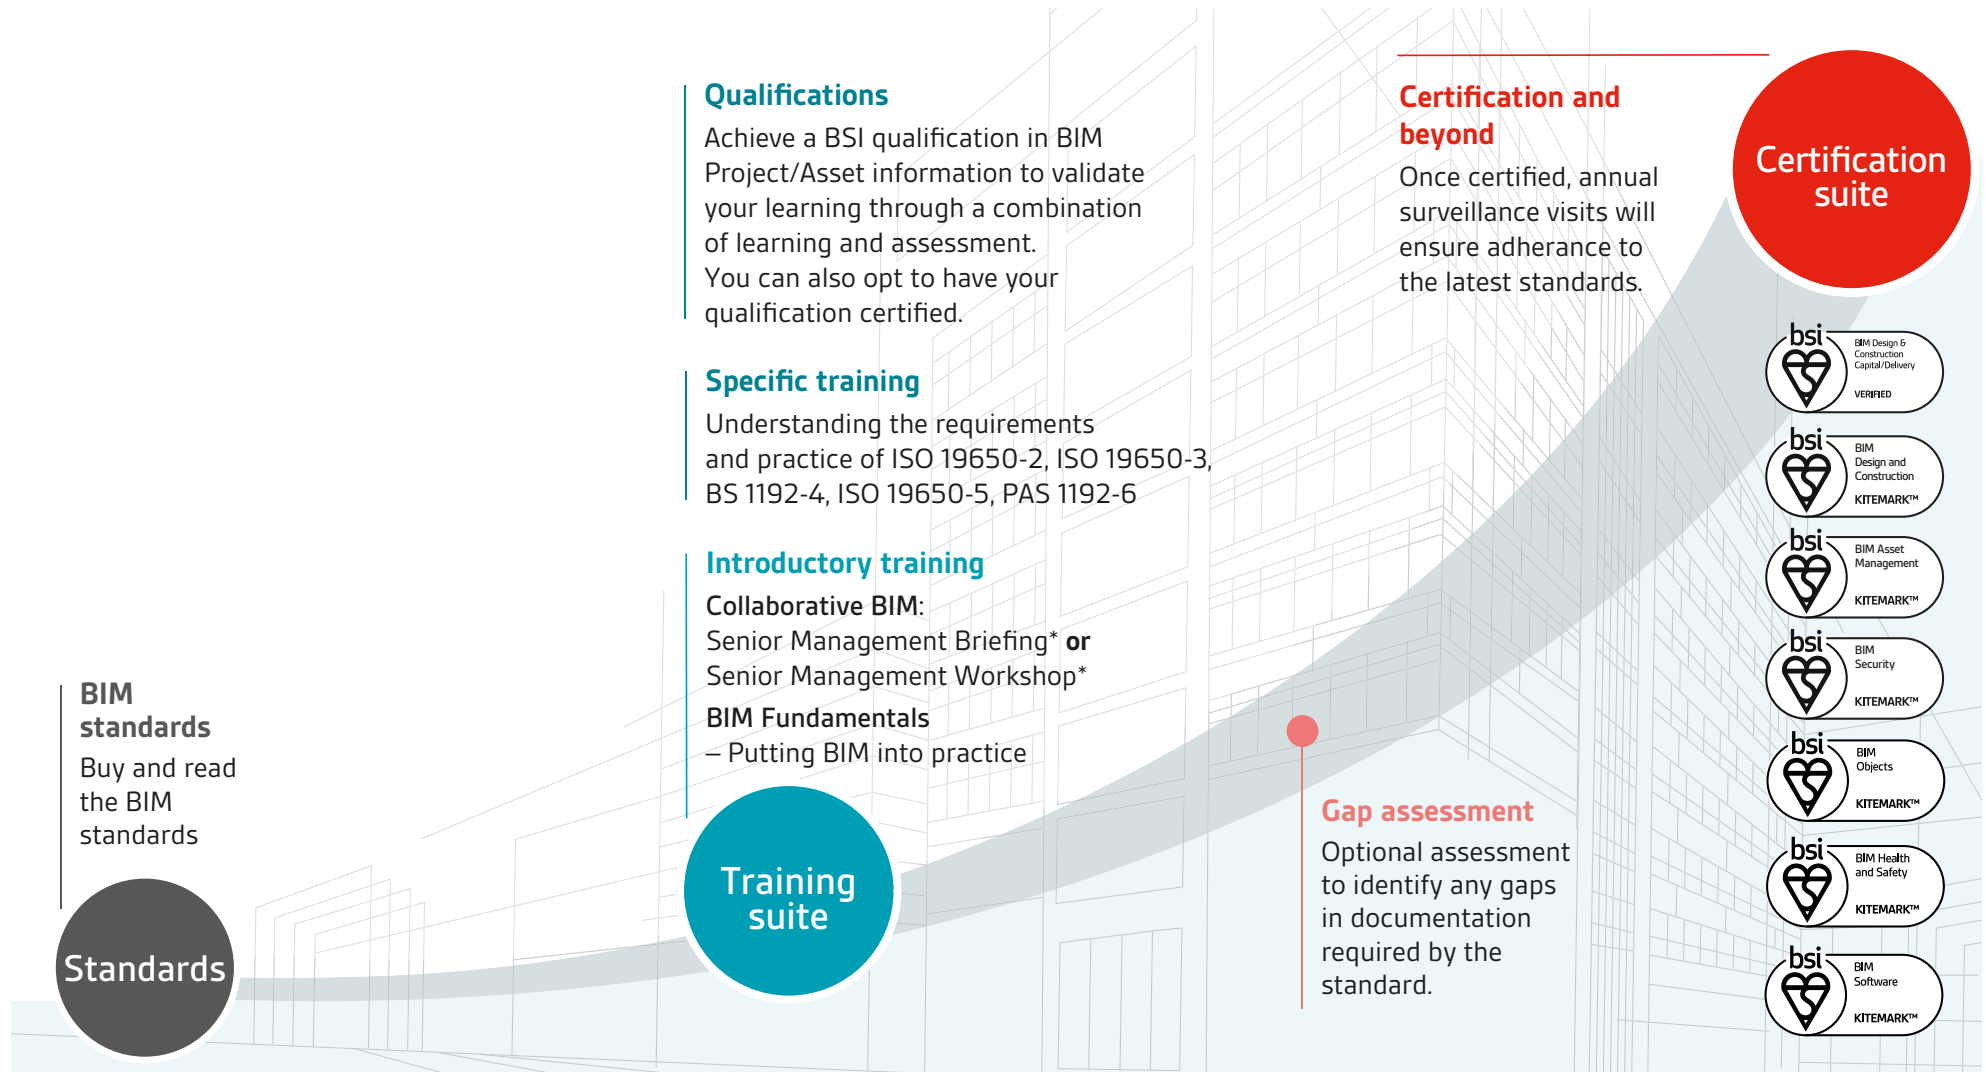 BIM
standards
Buy and read
the BIM
standards
Standards
Qualifications
Achieve a BSI qualification in BIM
Project/Asset information to validate
your learning through a combination
of learning and assessment.
You can also opt to have your
qualification certified.
Specific training
Understanding the requirements
and practice of ISO 19650-2, ISO 19650-3,
BS 1192-4, ISO 19650-5, PAS 1192-6
Introductory training
Collaborative BIM:
Senior Management Briefing* or
Senior Management Workshop*
BIM Fundamentals
– Putting BIM into practice
Training
suite
Gap assessment
Optional assessment
to identify any gaps
in documentation
required by the
standard.
Certification and
beyond
Once certified, annual
surveillance visits will
ensure adherance to
the latest standards.
Certification
suite
bsi
BIM Design &
Construction
Capital/Delivery
VERIFIED
bsi
BIM
Design and
Construction
KITEMARK™
bsi
BIM Asset
Management
KITEMARK™
bsi
BIM
Security
KITEMARK™
bsi
BIM
Objects
KITEMARK™
bsi
BIM Health
and Safety
KITEMARK™
bsi
BIM
Software
KITEMARK™